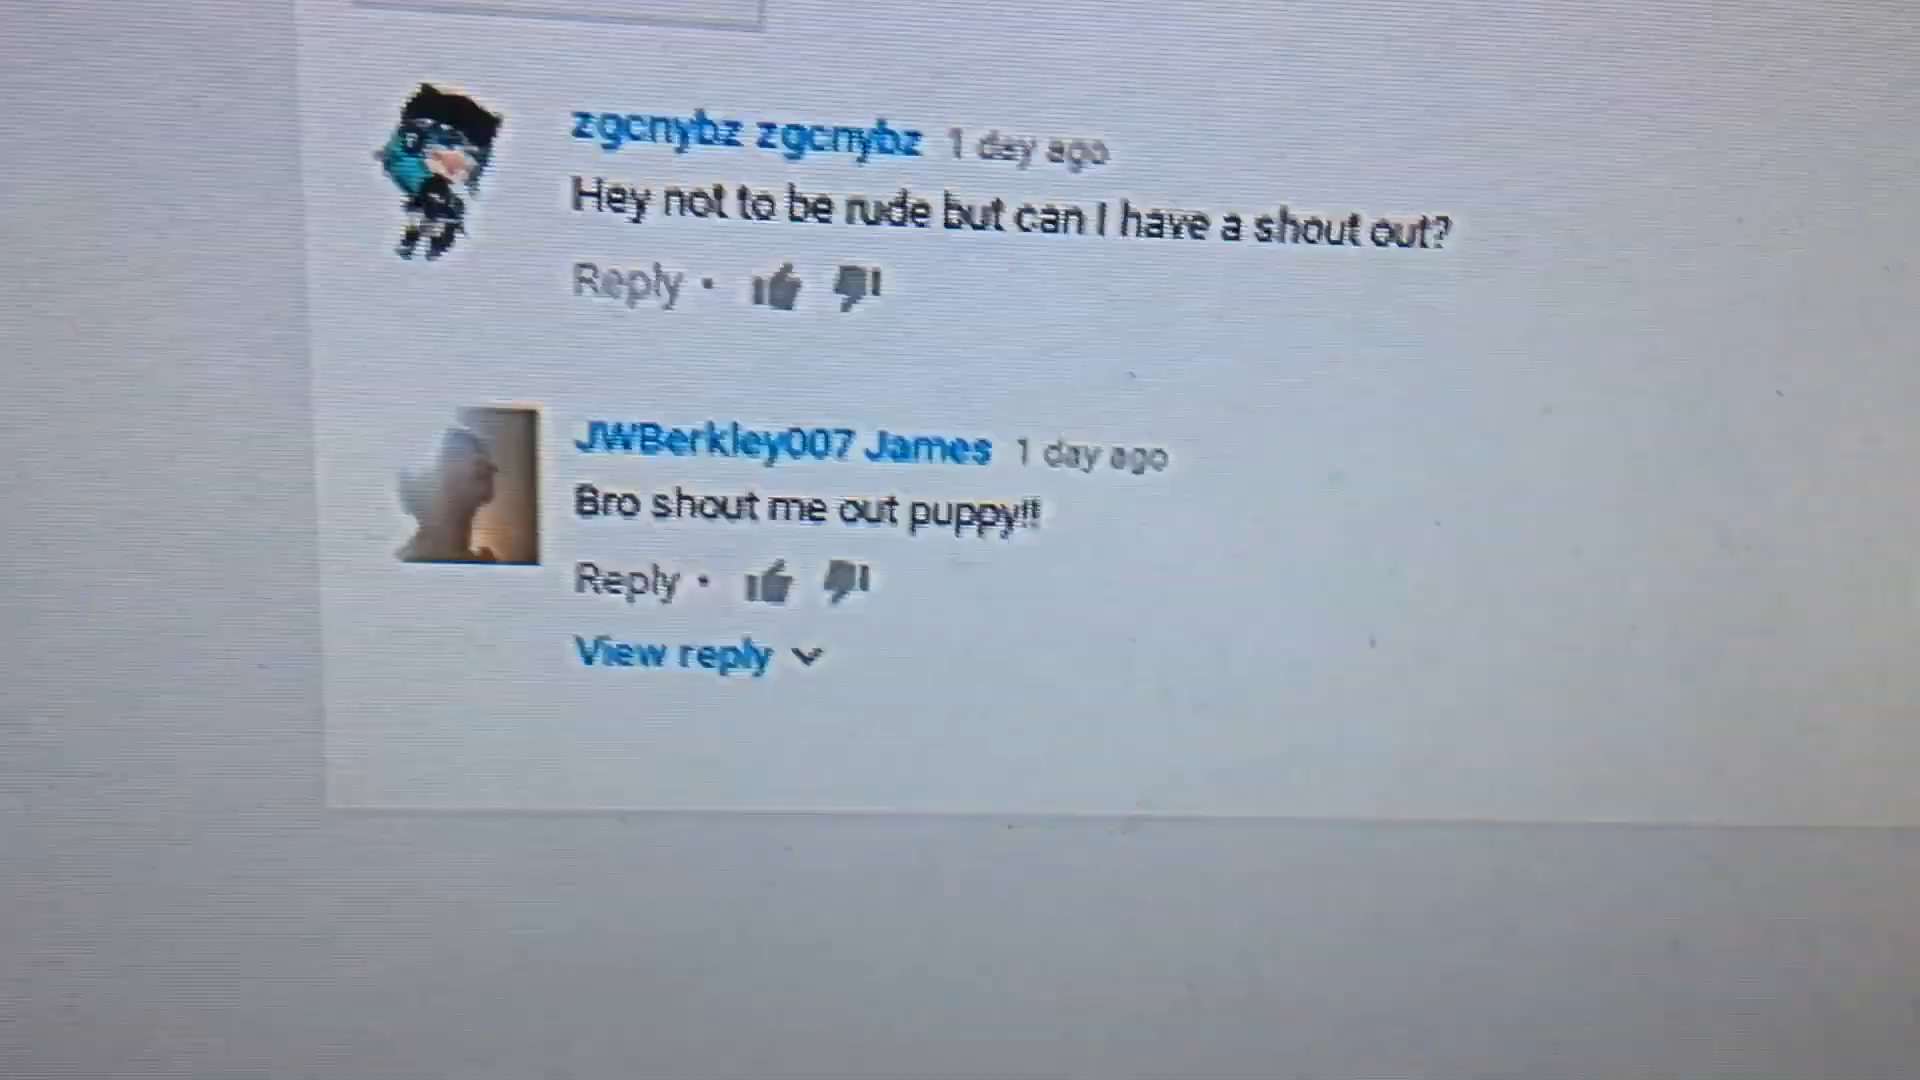 zgcnybz zgcnybz 1 day ago
Hey not to be rude but can I have a shout out?
Reply •
JWBerkley007 James 1 day ago
Bro shout me out puppy!!
Reply •
View reply